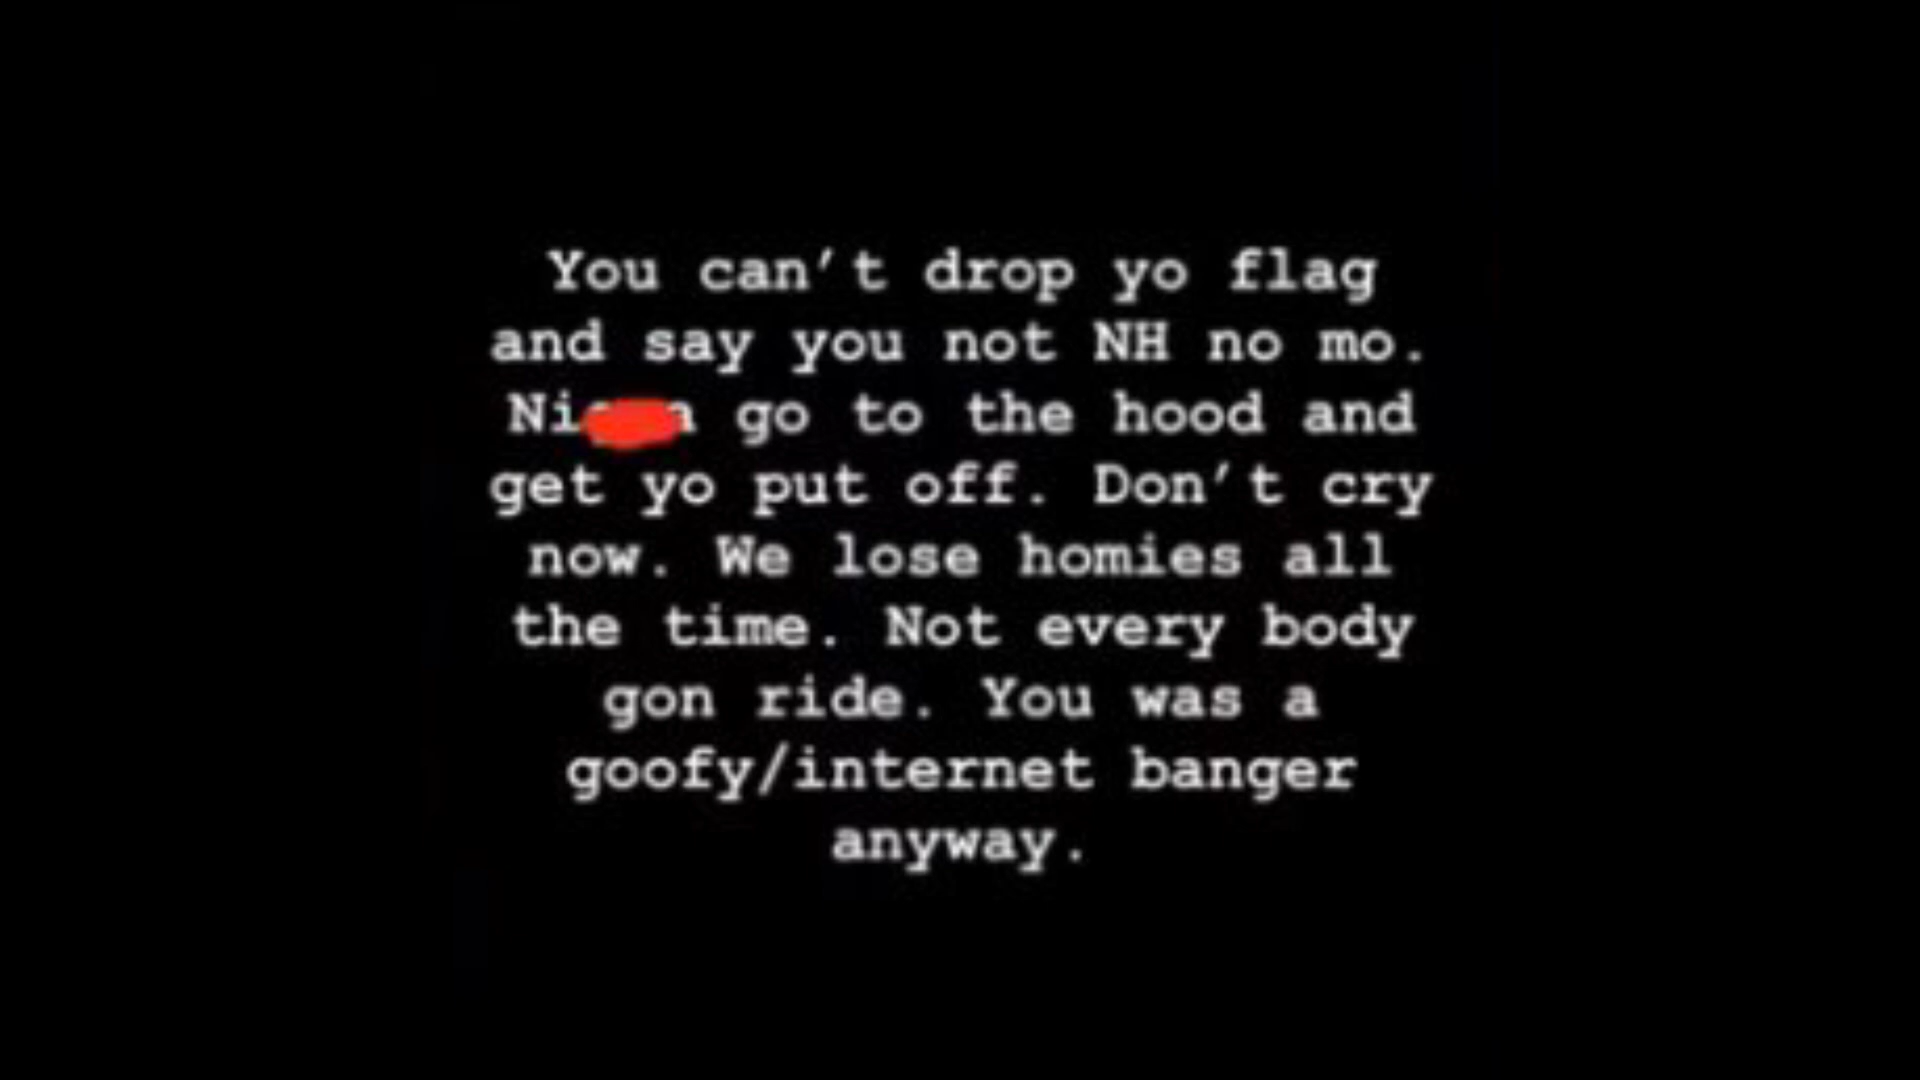 You can't drop yo flag
and say you not NH no mo.
go to the hood and
get yo put off. Don't cry
now. We lose homies all
the time. Not every body
gon ride. You was a
goofy/internet banger
anyway.